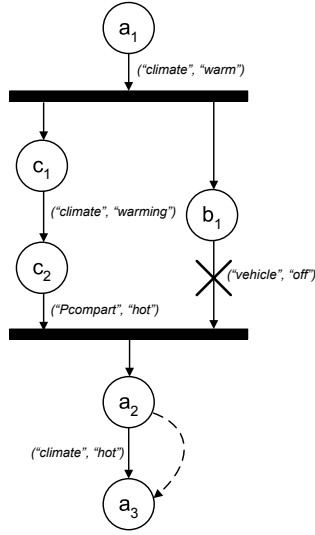 a1
("climate", "warm")
c1
("climate", "warming")
b1
c2
("vehicle", "off")
("Pcompart", "hot")
a2
("climate", "hot")
a3